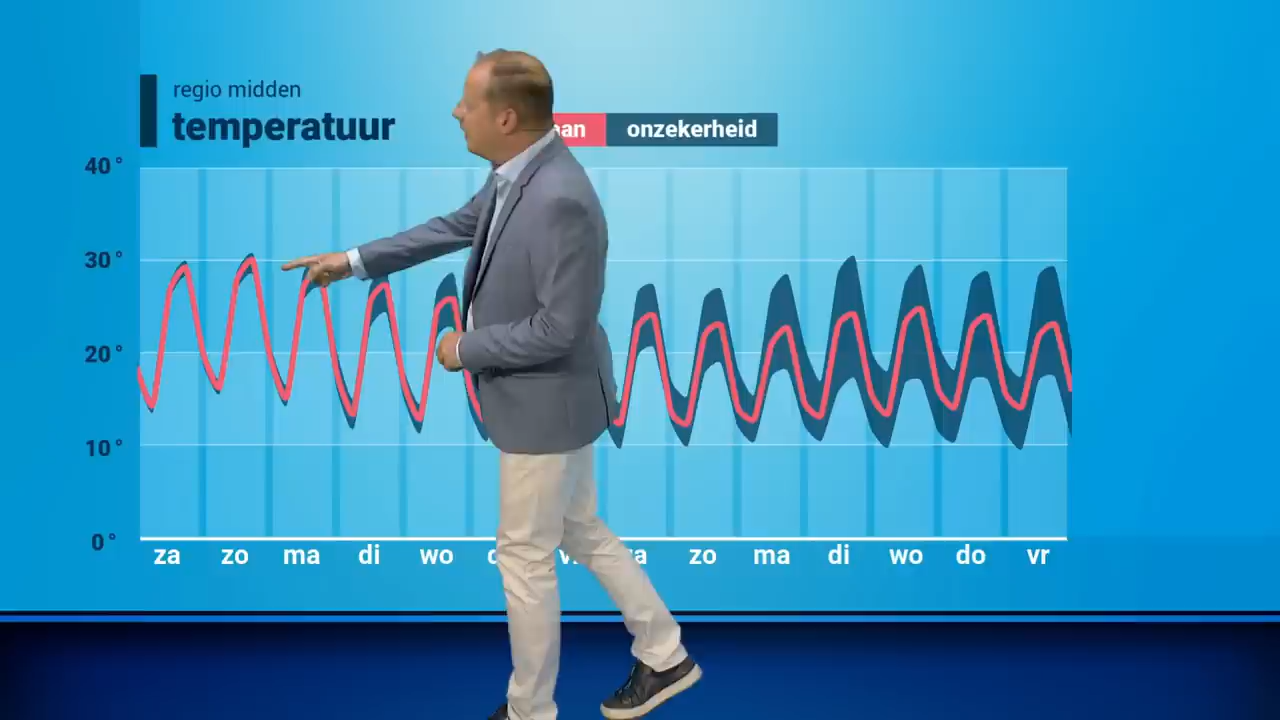 regio midden
temperatuur
onzekerheid
40°
30°
20°
10°
0°
za zo ma di wo zo ma di wo do vr